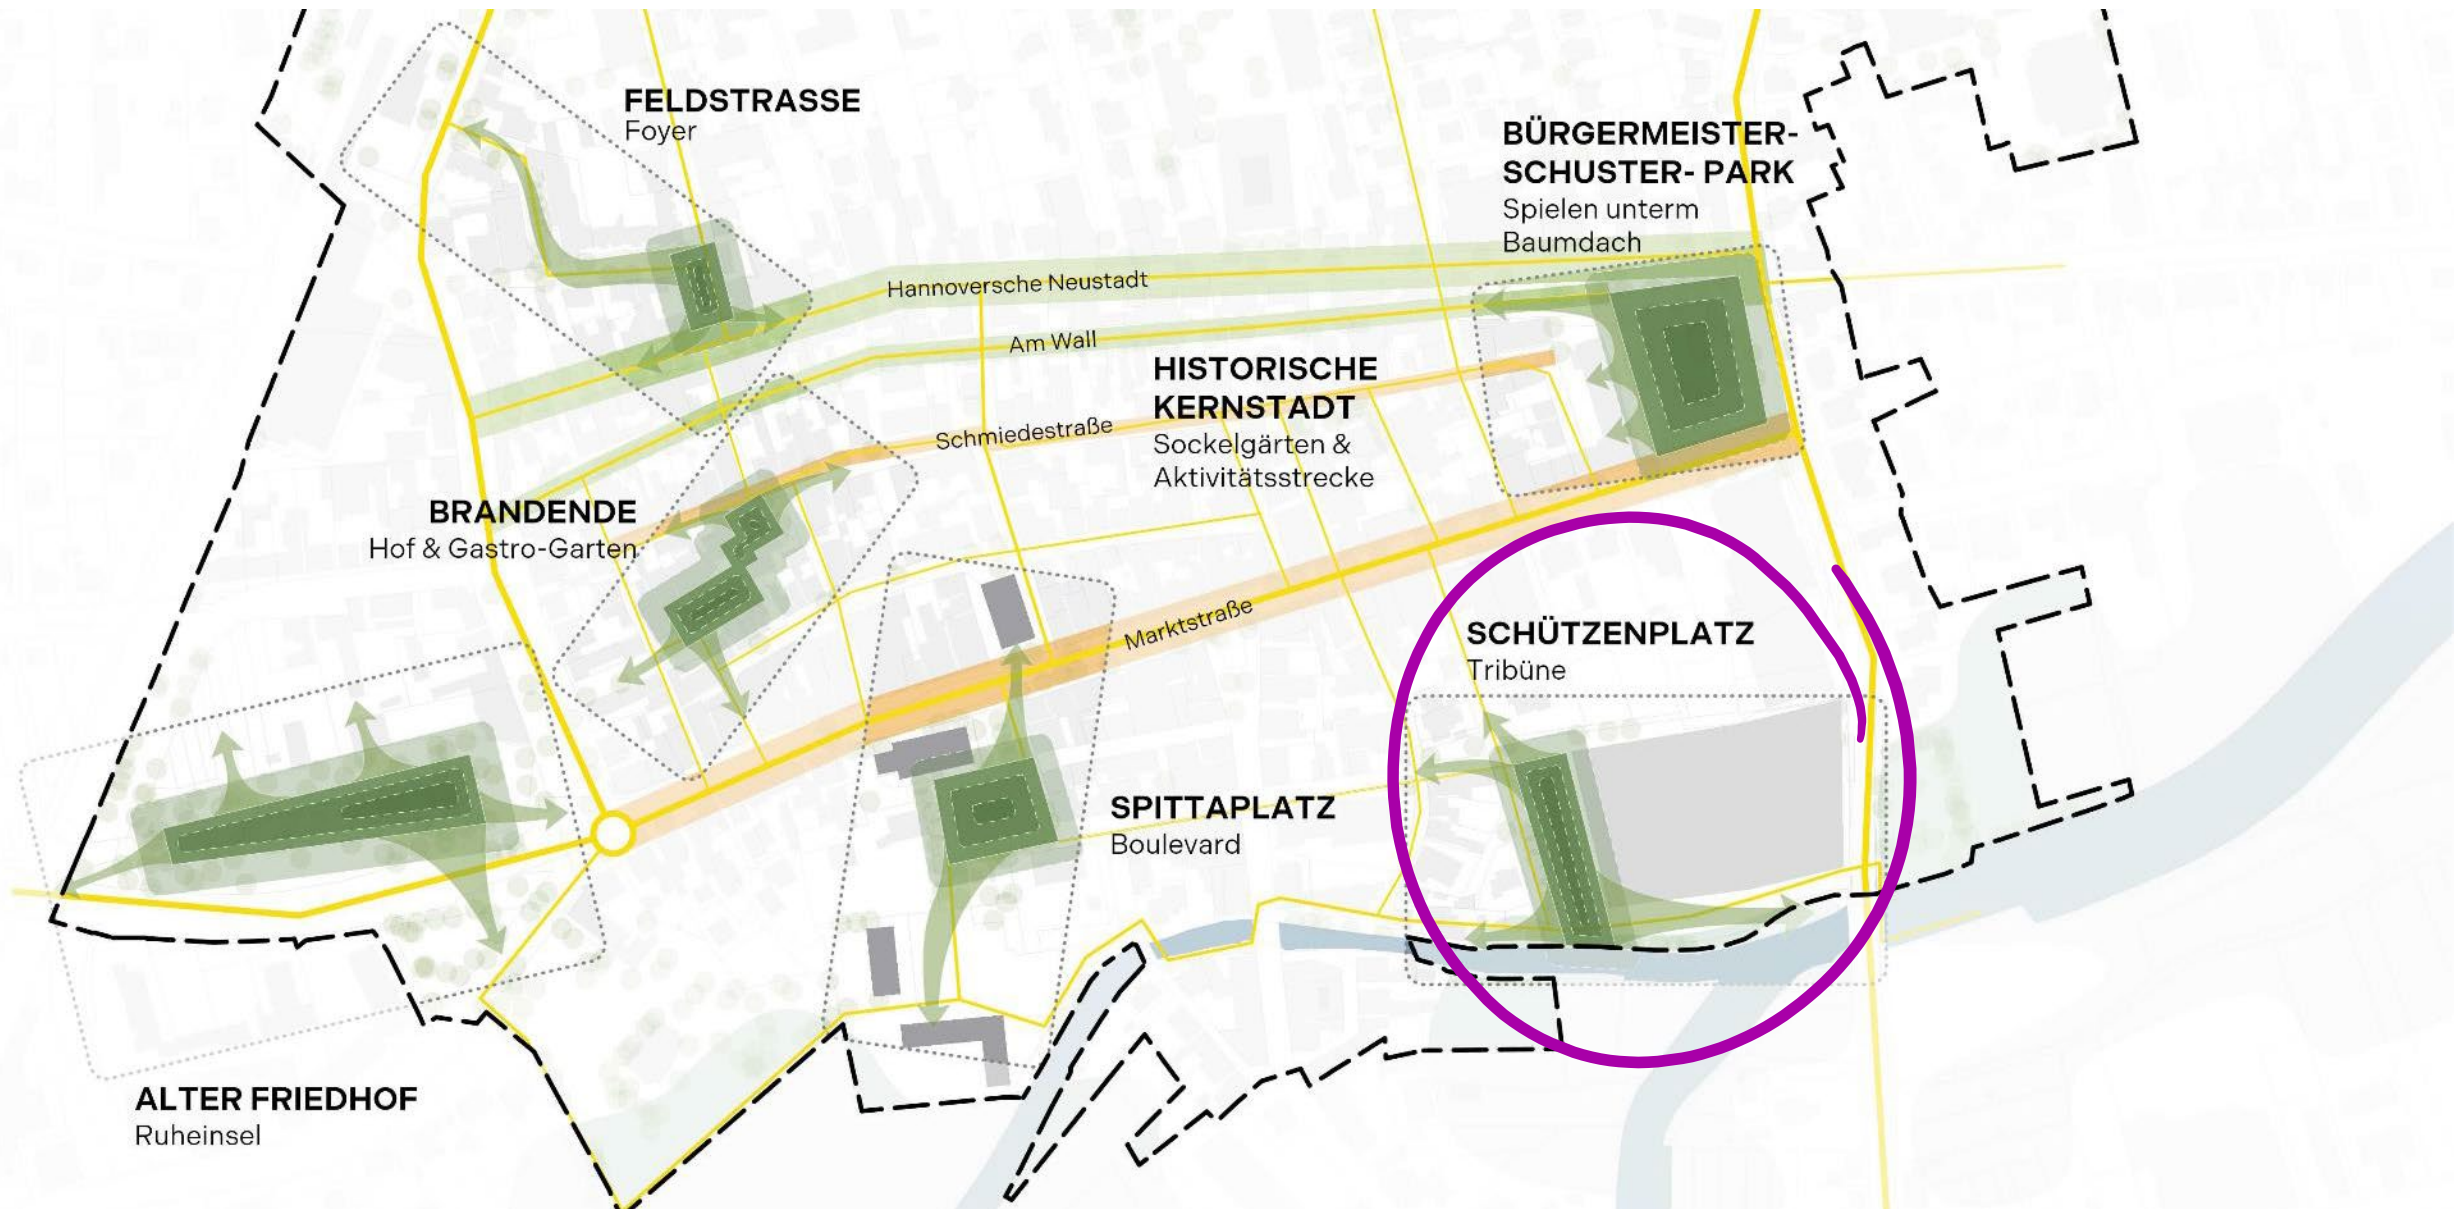 FELDSTRASSE
Foyer
BÜRGERMEISTER-
SCHUSTER- PARK
Spielen unterm
Baumdach
Hannoversche Neustadt
Am Wall
HISTORISCHE
KERNSTADT
Sockelgärten &
Aktivitätsstrecke
Schmiedestraße
BRANDENDE
Hof & Gastro-Garten
Marktstraße
SCHÜTZENPLATZ
Tribüne
SPITTAPLATZ
Boulevard
ALTER FRIEDHOF
Ruheinsel